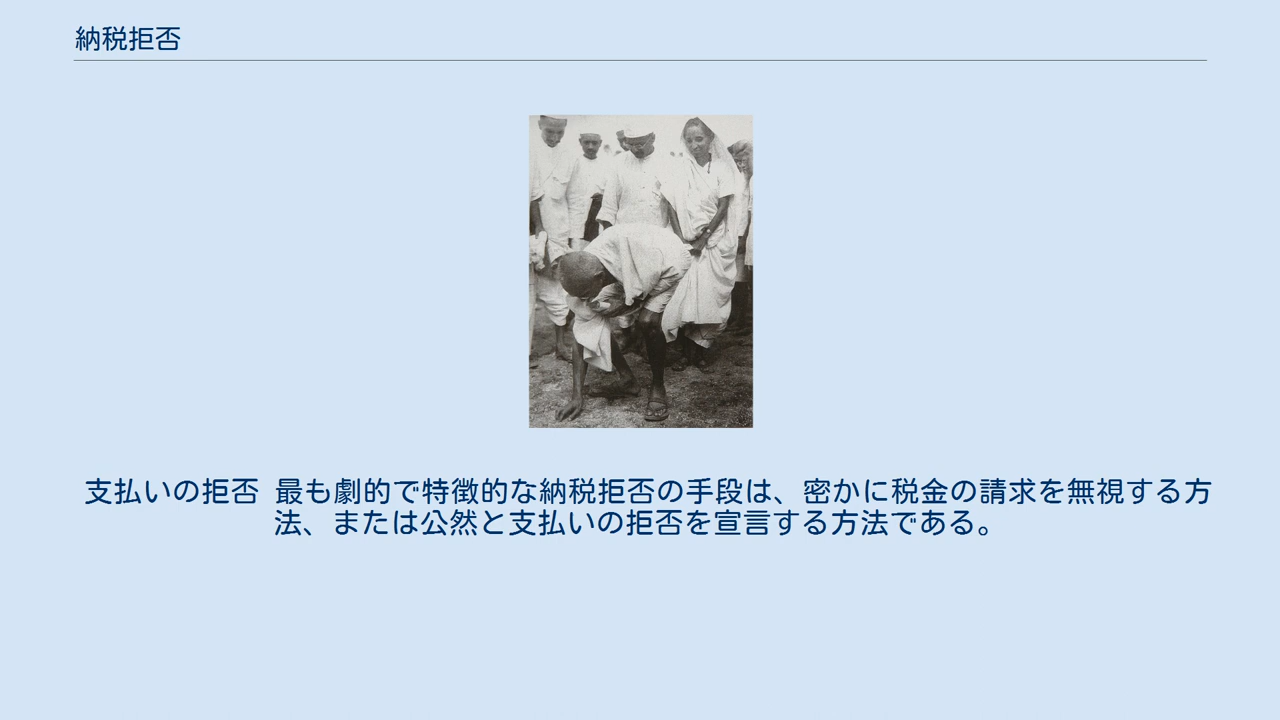 納税拒否
支払いの拒否 最も劇的で特徴的な納税拒否の手段は、密かに税金の請求を無視する方
法、または公然と支払いの拒否を宣言する方法である。